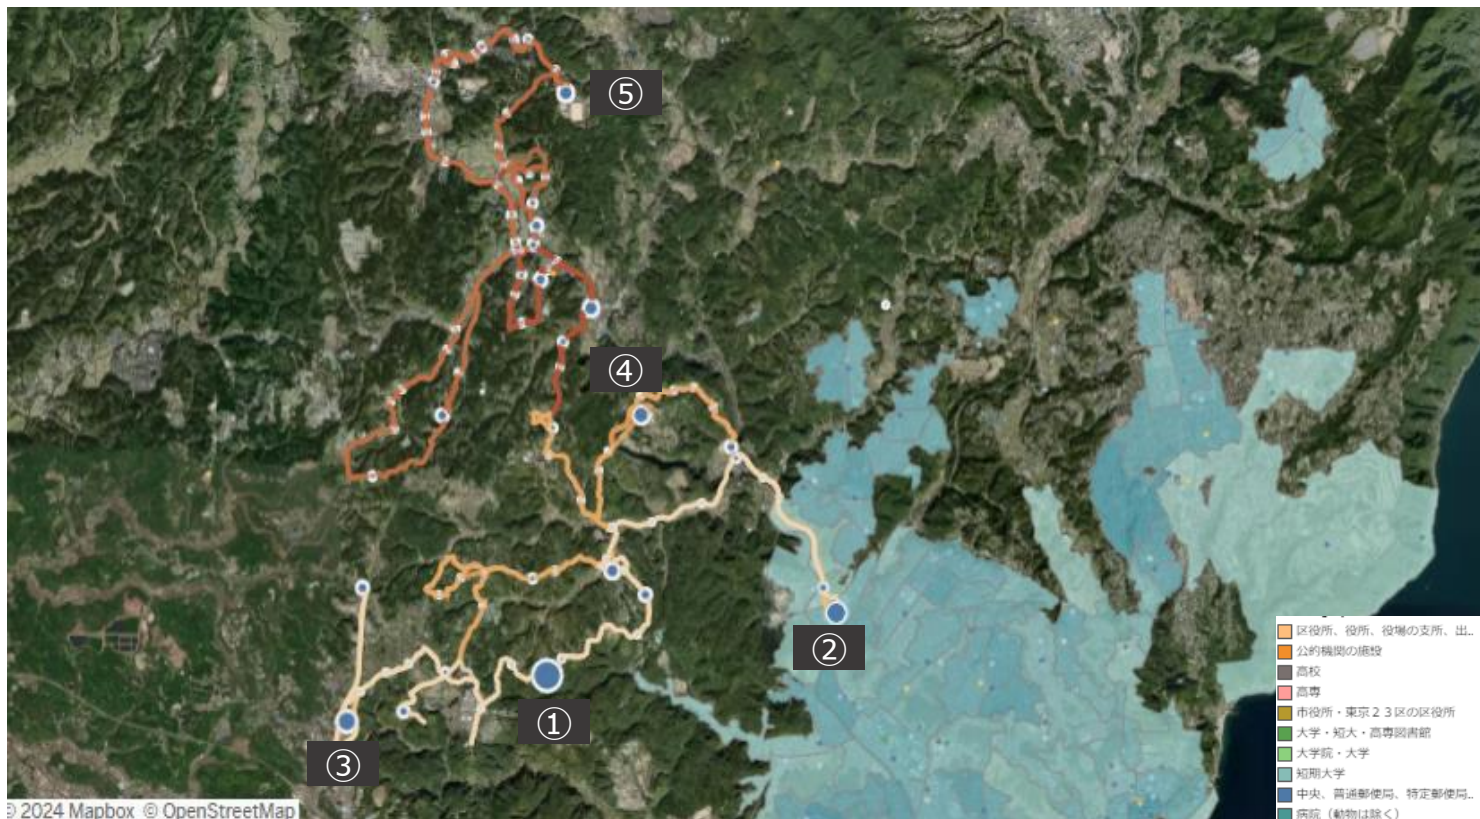 ⑤
④
②
①
③
区役所、役所、役場の支所、出...
公的機関の施設
高校
高専
市役所・東京２３区の区役所
大学・短大・高専図書館
大学院・大学
短期大学
中央、普通郵便局、特定郵便局...
病院（動物は除く）
© 2024 Mapbox © OpenStreetMap